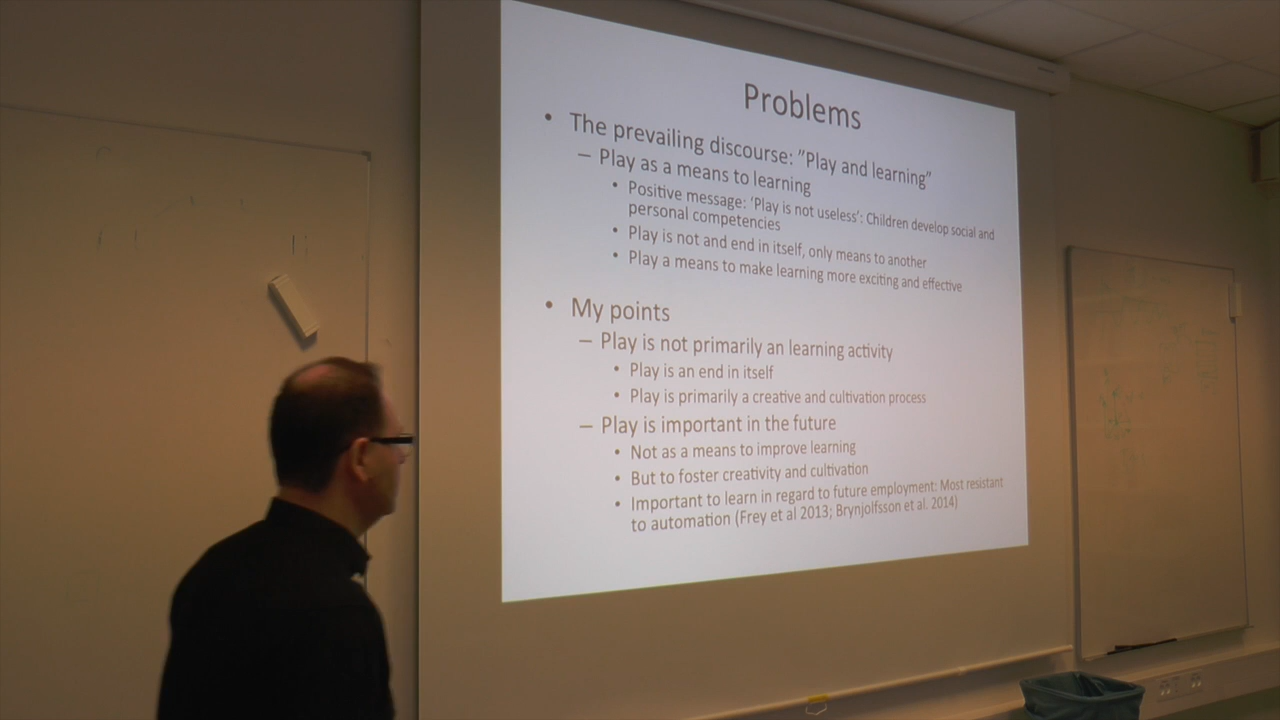 Problems
• The prevailing discourse: ”Play and learning”
– Play as a means to learning
• Positive message: ‘Play is not useless’: Children develop social and
personal competencies
• Play is not and end in itself, only means to another
• Play a means to make learning more exciting and effective
• My points
– Play is not primarily an learning activity
• Play is an end in itself
• Play is primarily a creative and cultivation process
– Play is important in the future
• Not as a means to improve learning
• But to foster creativity and cultivation
• Important to learn in regard to future employment: Most resistant
to automation (Frey et al 2013; Brynjolfsson et al. 2014)